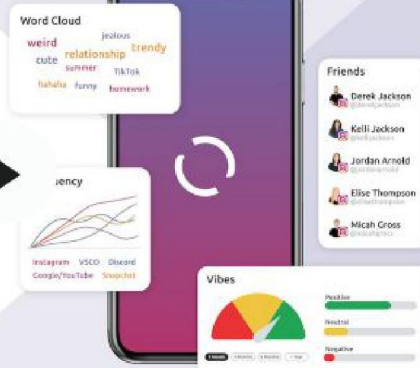 Word Cloud
jealous
weird
relationship trendy
cute
summer
TikTok
hahaha funny homework
Friends
Derek Jackson
Kelli Jackson
Jordan Arnold
Elise Thompson
Micah Gross
uency
Instagram VSCO Discord
Google/YouTube Snapchat
Vibes
Positive
Neutral
Negative